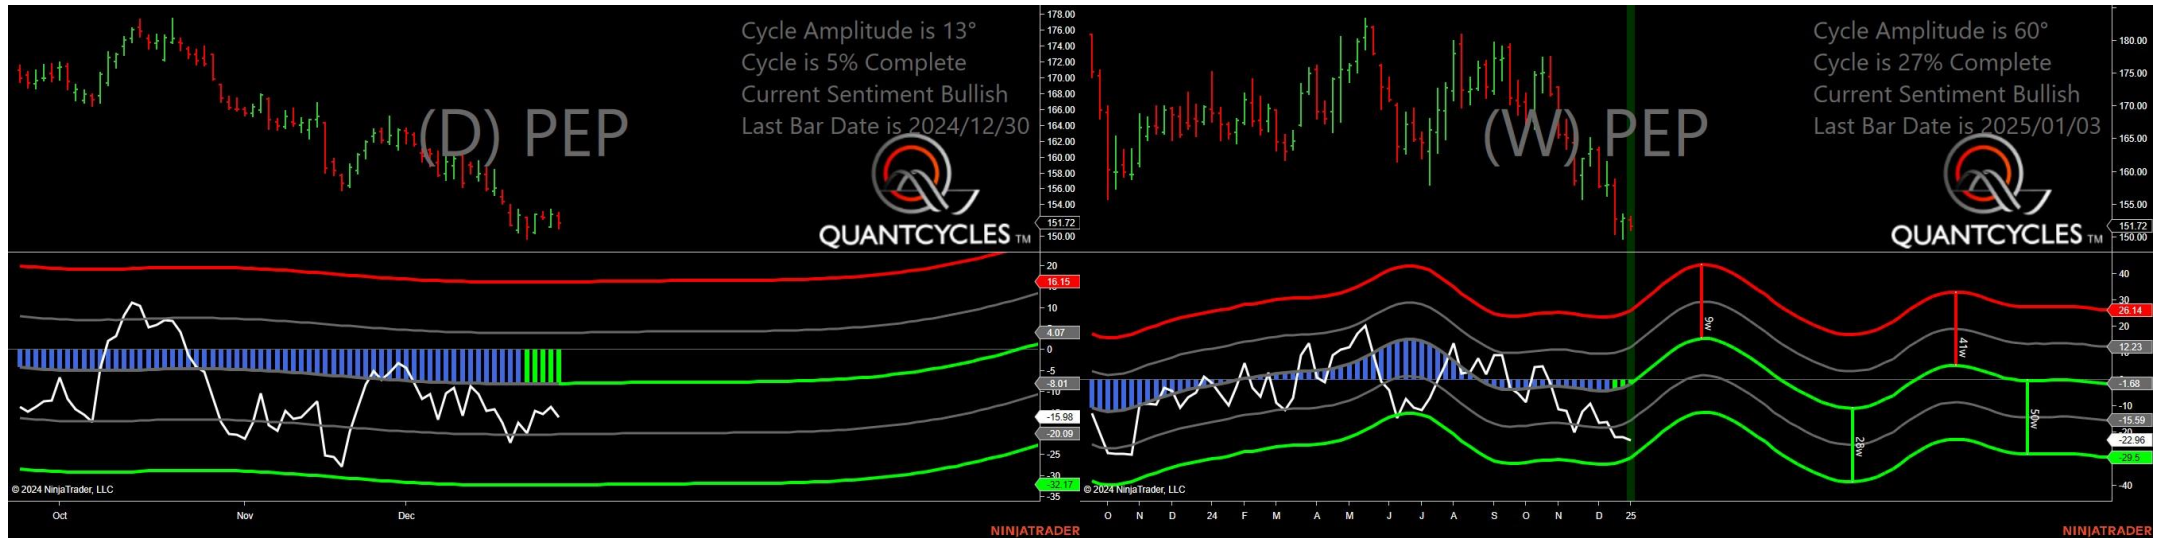 Cycle Amplitude is 13°
Cycle is 5% Complete
Current Sentiment Bullish
Last Bar Date is 2024/12/30
(D) PEP
QUANTCYCLES TM
178.00
176.00
174.00
172.00
170.00
168.00
166.00
164.00
162.00
160.00
158.00
156.00
154.00
151.72
150.00
20
16.15
10
4.07
0
-5
-8.01
-10
-15.98
-20.09
-25
-30
-32.17
-35
© 2024 NinjaTrader, LLC
Oct Nov Dec
NINJATRADER
Cycle Amplitude is 60°
Cycle is 27% Complete
Current Sentiment Bullish
Last Bar Date is 2025/01/03
(W) PEP
QUANTCYCLES TM
180.00
175.00
170.00
165.00
160.00
155.00
151.72
150.00
40
30
26.14
20
12.23
-1.68
-10
-15.59
-22.96
-29.5
-40
9w
28w
41w
50w
© 2024 NinjaTrader, LLC
O N D 24 F M A M J J A S O N D 25
NINJATRADER